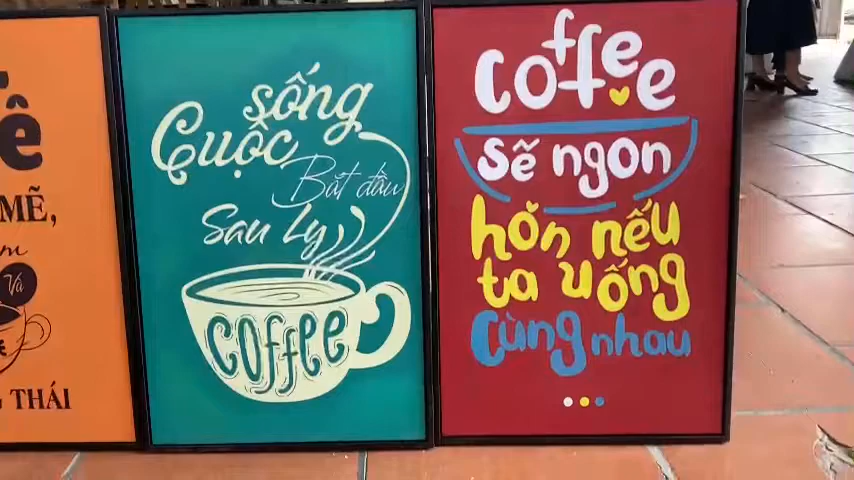 MẼ,
Và
THÁI
Cuộc sống
Bắt đầu
Sau Ly
Coffee
Coffee
sẽ ngon
hơn nếu
ta uống
cùng nhau